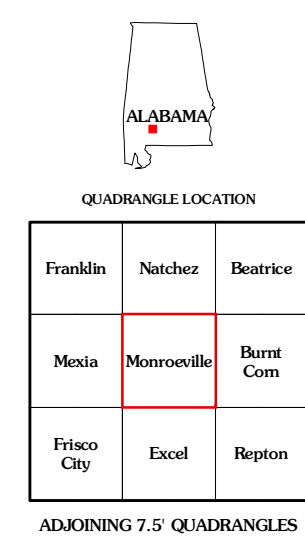 ALABAMA
QUADRANGLE LOCATION
Franklin Natchez Beatrice
Mexia Monroeville Burnt
Corn
Frisco
City Excel Repton
ADJOINING 7.5' QUADRANGLES